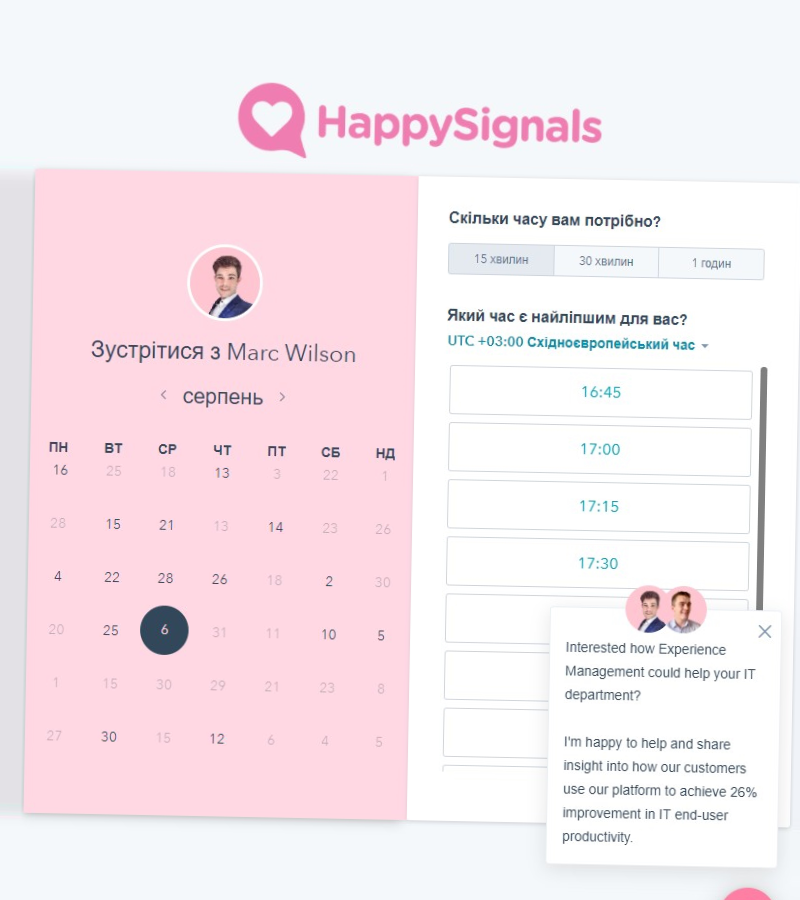 HappySignals
Зустрітися з Marc Wilson
серпень
ПН ВТ СР ЧТ ПТ СБ НД
16 25 18 13 3 22 1
28 15 21 13 14 23 26
4 22 28 26 18 2 30
20 25 6 31 11 10 5
1 15 30 29 21 23 8
27 30 15 12 6 4 5
Скільки часу вам потрібно?
15 хвилин 30 хвилин 1 годин
Який час є найліпшим для вас?
UTC +03:00 Східноєвропейський час
16:45
17:00
17:15
17:30
Interested how Experience
Management could help your IT
department?
I'm happy to help and share
insight into how our customers
use our platform to achieve 26%
improvement in IT end-user
productivity.